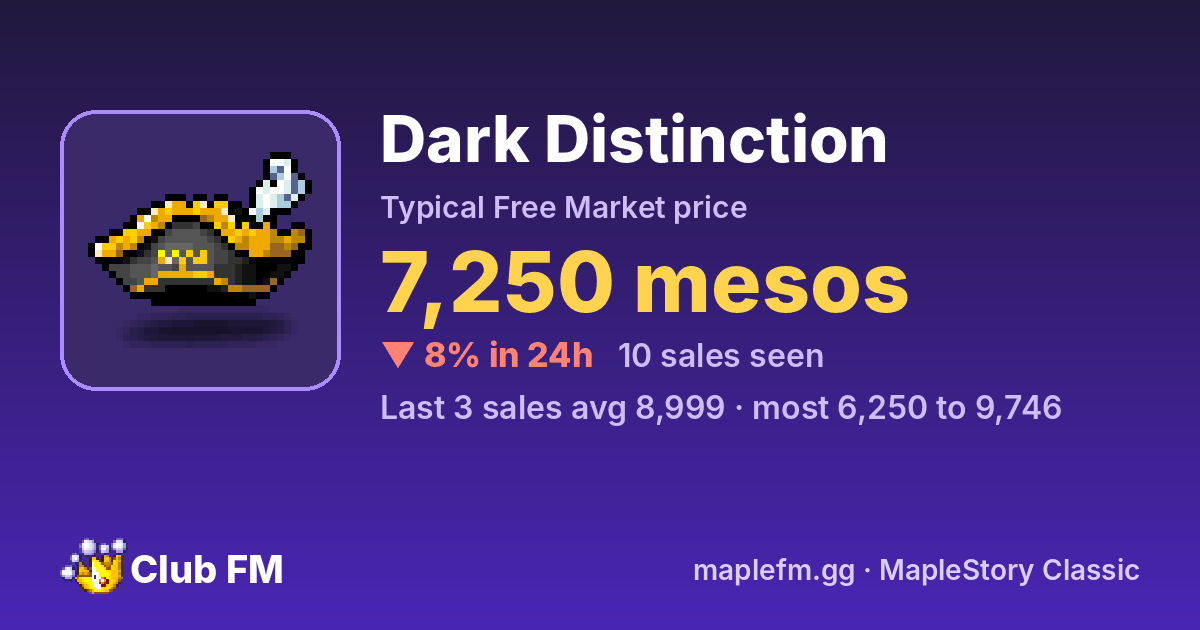 Dark Distinction
Typical Free Market price
7,250 mesos
▼ 8% in 24h 10 sales seen
Last 3 sales avg 8,999 · most 6,250 to 9,746
Club FM
maplefm.gg · MapleStory Classic